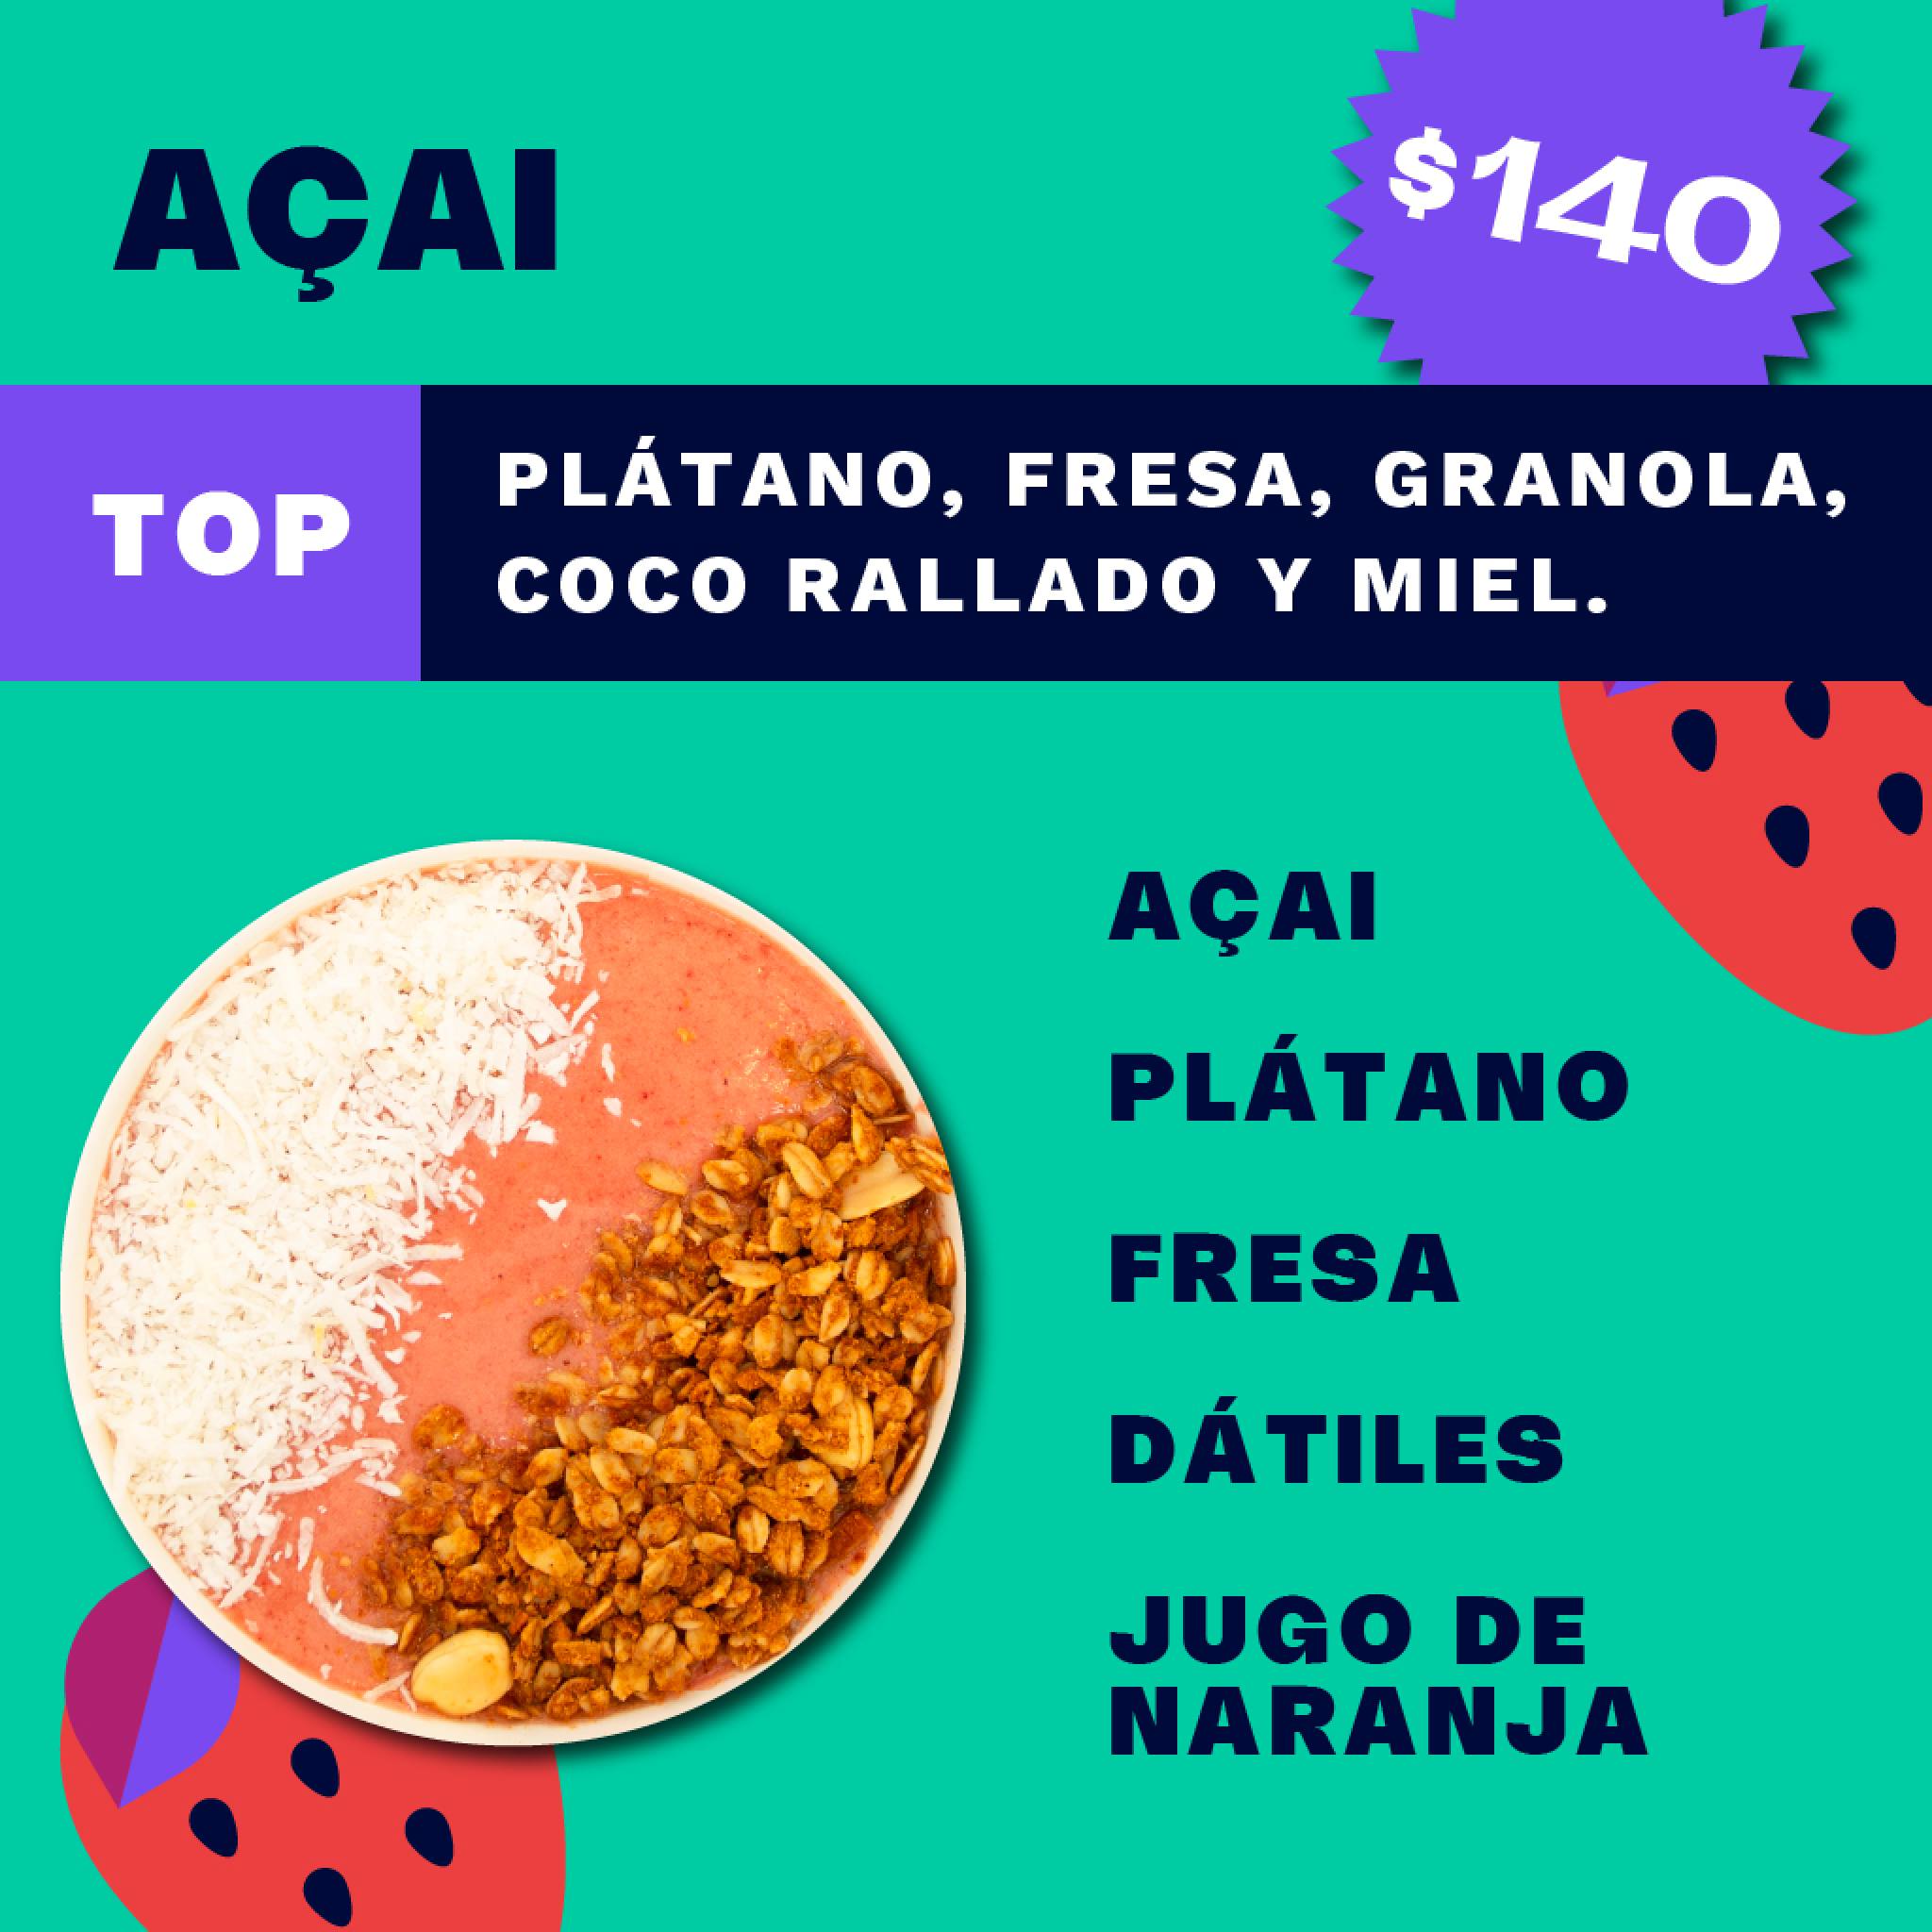 AÇAI
$140
TOP
PLÁTANO, FRESA, GRANOLA,
COCO RALLADO Y MIEL.
AÇAI
PLÁTANO
FRESA
DÁTILES
JUGO DE
NARANJA